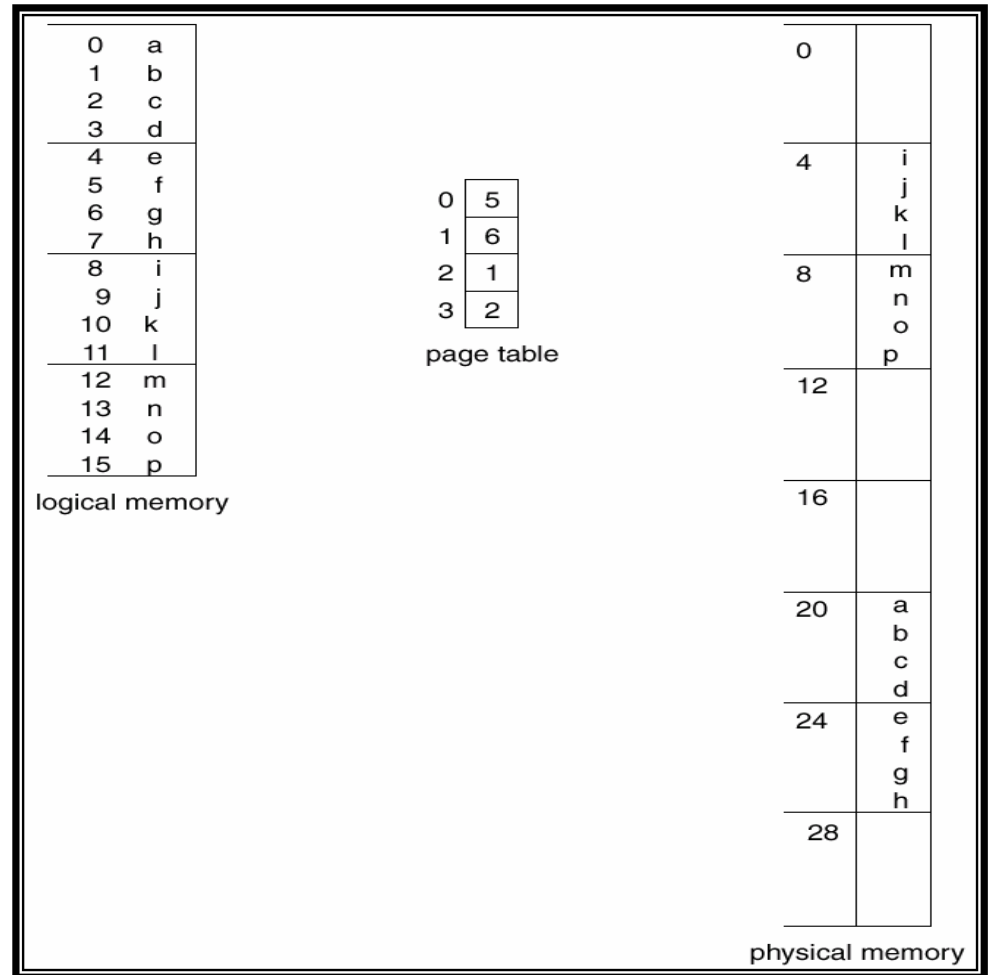 0 a
1 b
2 c
3 d
4 e
5 f
6 g
7 h
8 i
9 j
10 k
11 l
12 m
13 n
14 o
15 p
logical memory
0 5
1 6
2 1
3 2
page table
0
4 i
j
k
l
8 m
n
o
p
12
16
20 a
b
c
d
24 e
f
g
h
28
physical memory